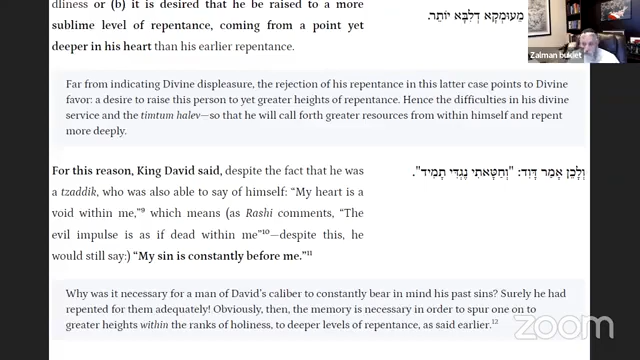 dliness or (b) it is desired that he be raised to a more
sublime level of repentance, coming from a point yet
deeper in his heart than his earlier repentance.
מֵעוּמְקָא דְלִבָּא יוֹתֵר.
Far from indicating Divine displeasure, the rejection of his repentance in this latter case points to Divine
favor: a desire to raise this person to yet greater heights of repentance. Hence the difficulties in his divine
service and the timtum halev—so that he will call forth greater resources from within himself and repent
more deeply.
For this reason, King David said, despite the fact that he was
a tzaddik, who was also able to say of himself: “My heart is a
void within me,”⁹ which means (as Rashi comments, “The
evil impulse is as if dead within me”¹⁰—despite this, he
would still say:) “My sin is constantly before me.”¹¹
וְלָכֵן אָמַר דָּוִד: "וְחַטָּאתִי נֶגְדִּי תָמִיד".
Why was it necessary for a man of David’s caliber to constantly bear in mind his past sins? Surely he had
repented for them adequately! Obviously, then, the memory is necessary in order to spur one on to
greater heights within the ranks of holiness, to deeper levels of repentance, as said earlier.¹²
Zalman bukiet
zoom